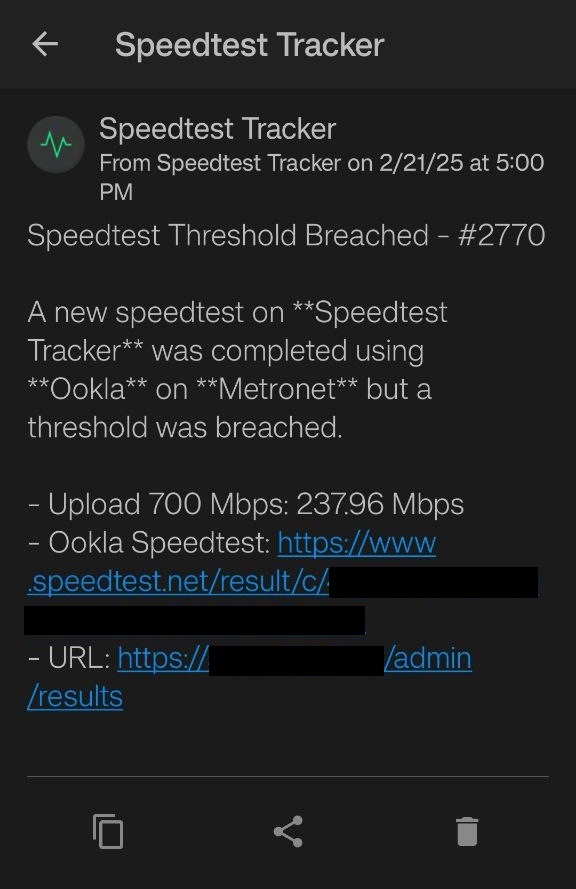 Speedtest Tracker
Speedtest Tracker
From Speedtest Tracker on 2/21/25 at 5:00
PM
Speedtest Threshold Breached - #2770
A new speedtest on **Speedtest
Tracker** was completed using
**Ookla** on **Metronet** but a
threshold was breached.
- Upload 700 Mbps: 237.96 Mbps
- Ookla Speedtest: https://www
.speedtest.net/result/c/
- URL: https:// /admin
/results